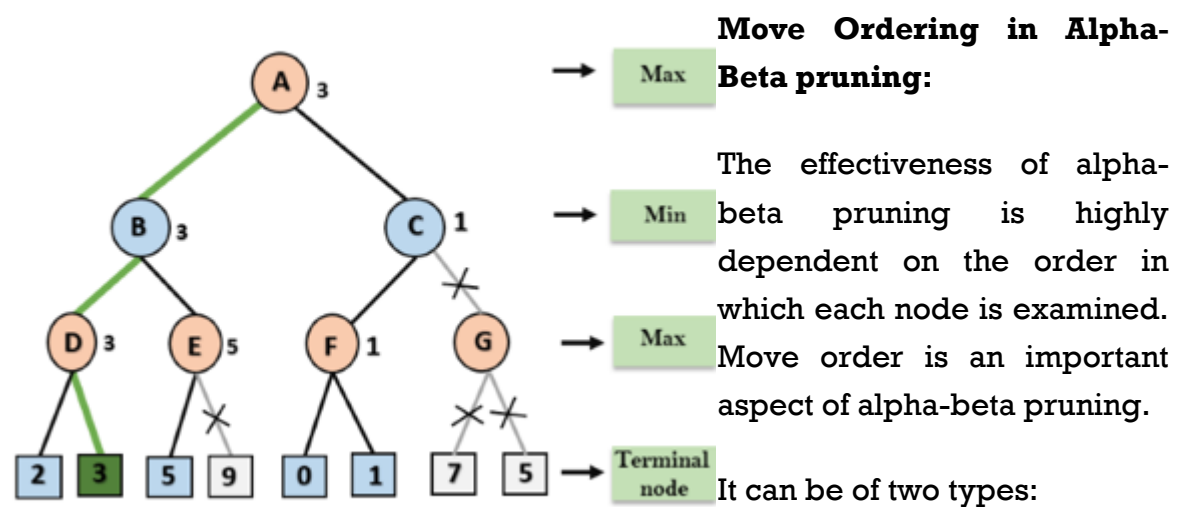 Move Ordering in Alpha-
Beta pruning:
The effectiveness of alpha-
beta pruning is highly
dependent on the order in
which each node is examined.
Move order is an important
aspect of alpha-beta pruning.
It can be of two types:
A 3
Max
B 3
C 1
Min
D 3
E 5
F 1
G
Max
2 3 5 9 0 1 7 5
Terminal
node